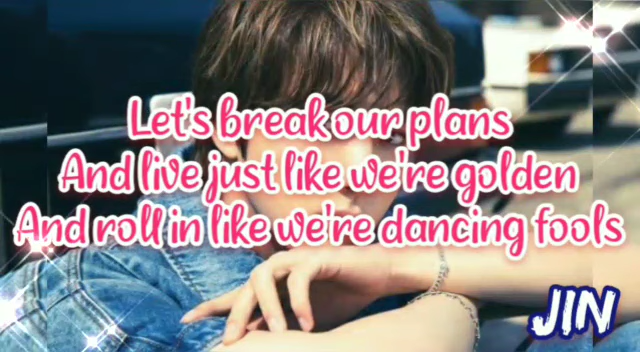 Let's break our plans
And live just like we're golden
And roll in like we're dancing fools
JIN